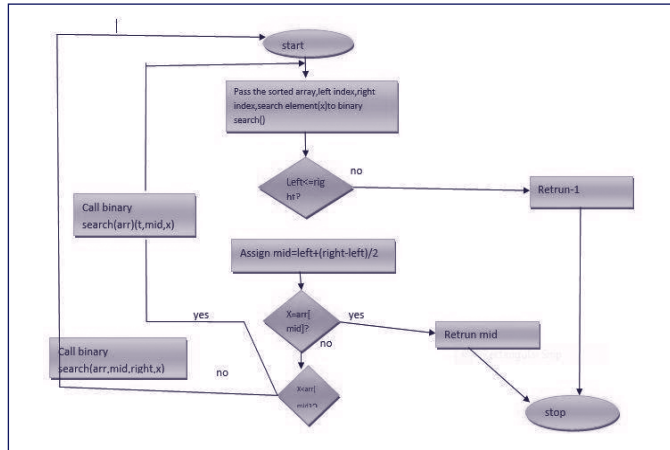 start
Pass the sorted array,left index,right
index,search element(x)to binary
search()
Left<=rig
ht?
no
Retrun-1
Call binary
search(arr)(t,mid,x)
Assign mid=left+(right-left)/2
X=arr[
mid]?
yes
Retrun mid
yes
no
Call binary
search(arr,mid,right,x)
no
X<arr[
stop